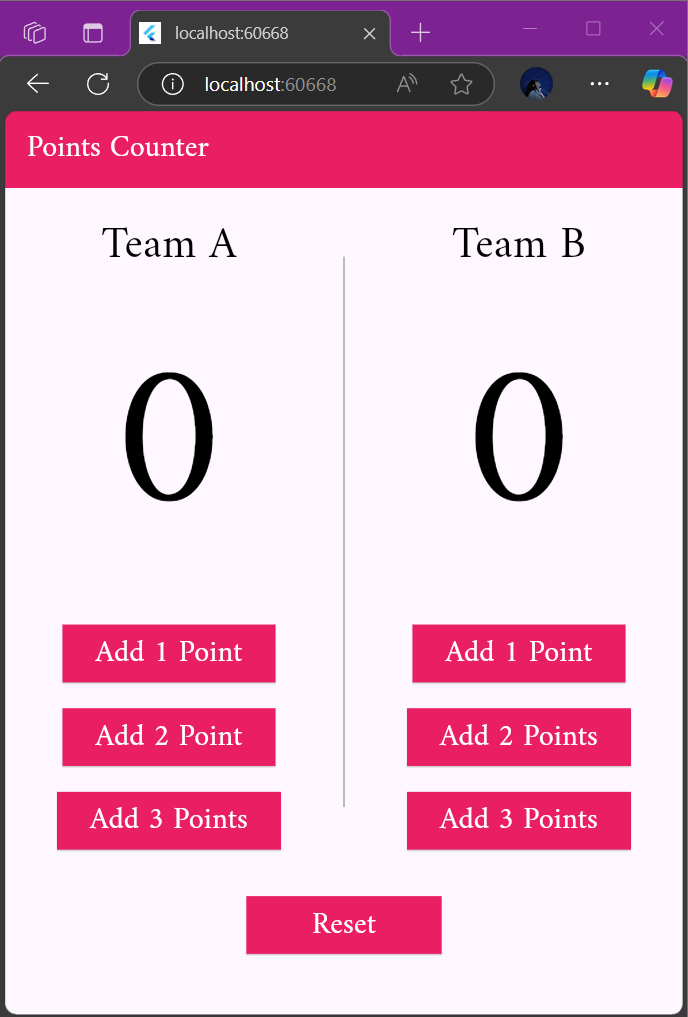 localhost:60668
localhost:60668
Points Counter
Team A
Team B
0
0
Add 1 Point
Add 1 Point
Add 2 Point
Add 2 Points
Add 3 Points
Add 3 Points
Reset